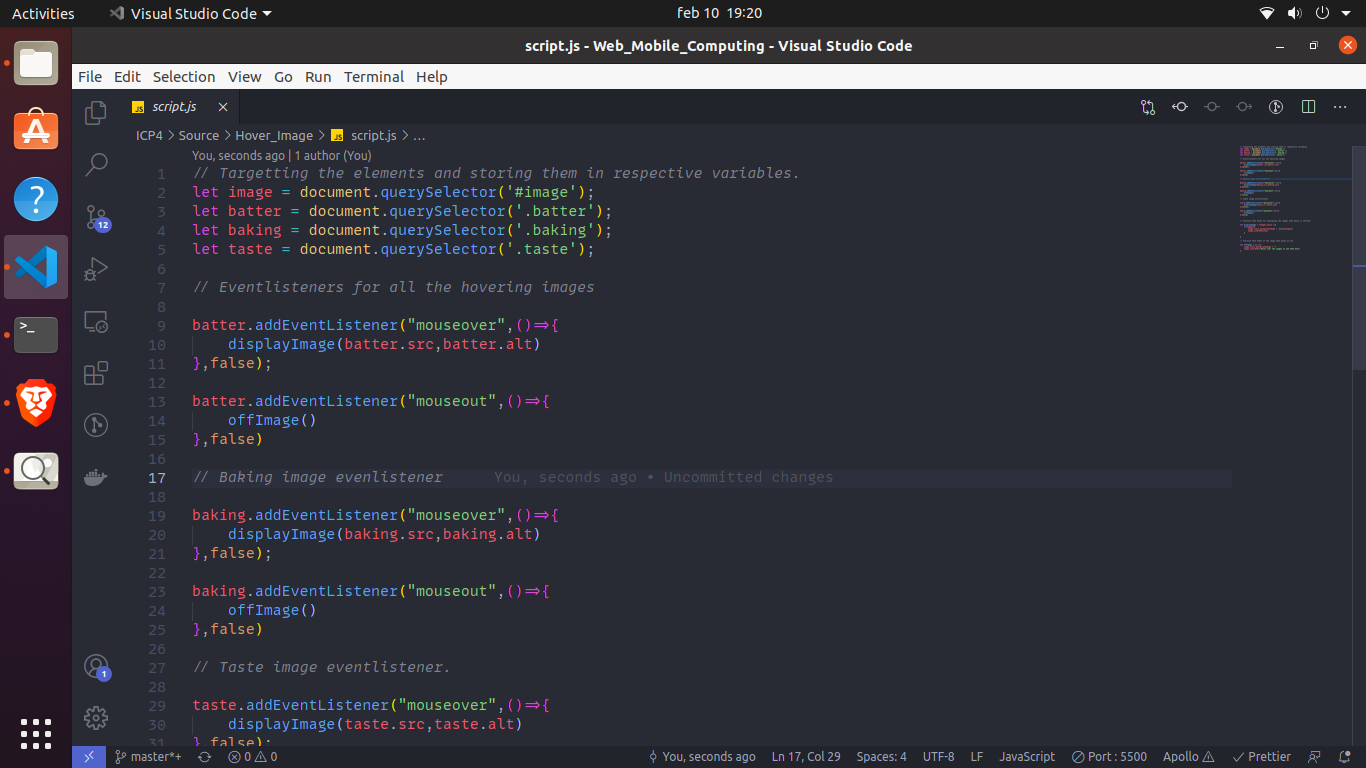 Activities
Visual Studio Code
feb 10 19:20
script.js - Web_Mobile_Computing - Visual Studio Code
File Edit Selection View Go Run Terminal Help
JS script.js
ICP4 > Source > Hover_Image > JS script.js > ...
You, seconds ago | 1 author (You)
1 // Targetting the elements and storing them in respective variables.
2 let image = document.querySelector('#image');
3 let batter = document.querySelector('.batter');
4 let baking = document.querySelector('.baking');
5 let taste = document.querySelector('.taste');
6
7 // Eventlisteners for all the hovering images
8
9 batter.addEventListener("mouseover",()=>{
10 displayImage(batter.src,batter.alt)
11 },false);
12
13 batter.addEventListener("mouseout",()=>{
14 offImage()
15 },false)
16
17 // Baking image evenlistener You, seconds ago • Uncommitted changes
18
19 baking.addEventListener("mouseover",()=>{
20 displayImage(baking.src,baking.alt)
21 },false);
22
23 baking.addEventListener("mouseout",()=>{
24 offImage()
25 },false)
26
27 // Taste image eventlistener.
28
29 taste.addEventListener("mouseover",()=>{
30 displayImage(taste.src,taste.alt)
31 },false);
12
1
master*+ 0 0 You, seconds ago Ln 17, Col 29 Spaces: 4 UTF-8 LF JavaScript Port : 5500 Apollo Prettier